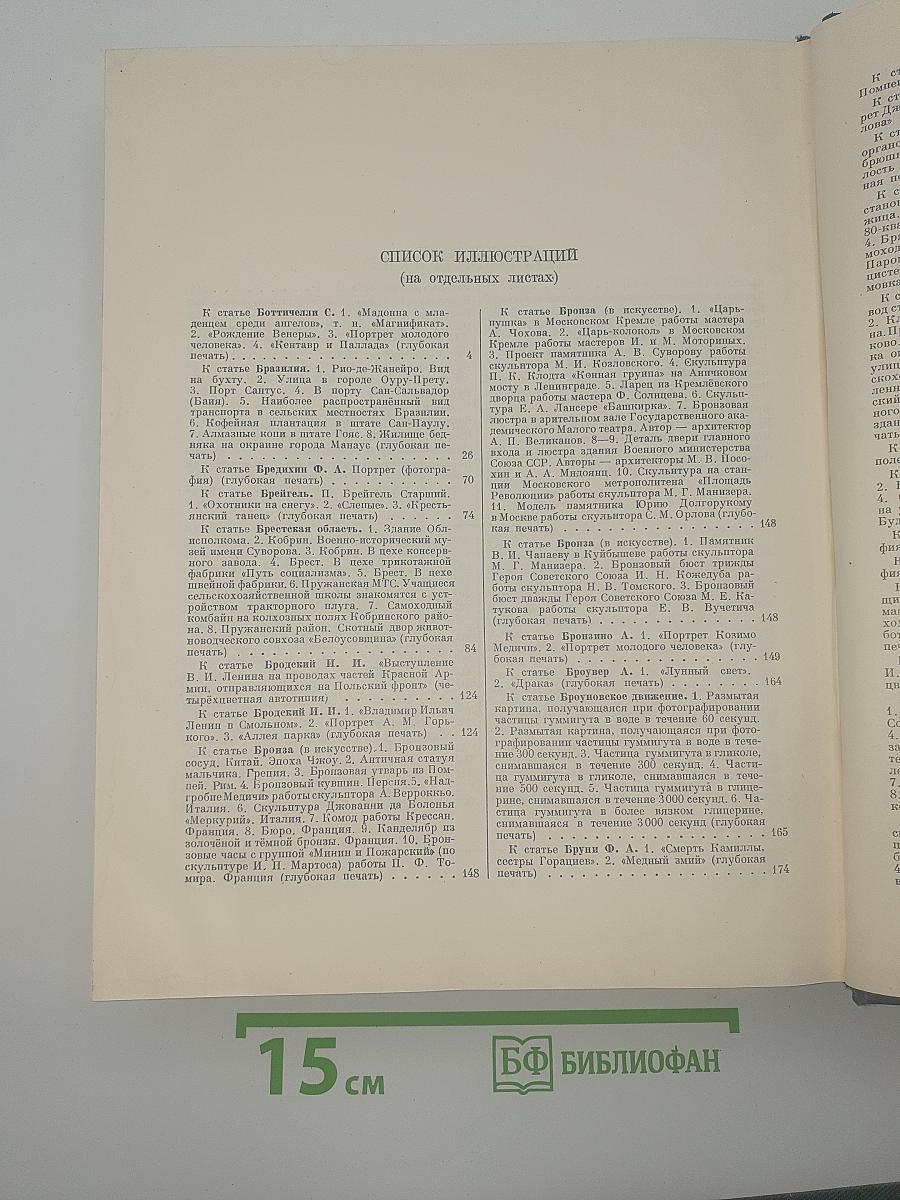 СПИСОК ИЛЛЮСТРАЦИЙ
(на отдельных листах)
К статье Боттичелли С. 1. «Мадонна с мла-
денцем среди ангелов», т. н. «Магнификат».
2. «Рождение Венеры». 3. «Портрет молодого
человека». 4. «Кентавр и Паллада» (глубокая
печать) . . . . . . . . . . . . . . . . . . . . 4
К статье Бразилия. 1. Рио-де-Жанейро. Вид
на бухту. 2. Улица в городе Оуру-Прету.
3. Порт Сантус. 4. В порту Сан-Сальвадор
(Баия). 5. Наиболее распространённый вид
транспорта в сельских местностях Бразилии.
6. Кофейная плантация в штате Сан-Паулу.
7. Алмазные копи в штате Гояс. 8. Жилище бед-
няка на окраине города Манаус (глубокая пе-
чать) . . . . . . . . . . . . . . . . . . . . 26
К статье Бредихин Ф. А. Портрет (фотогра-
фия) (глубокая печать) . . . . . . . . . . . 70
К статье Брейгель. П. Брейгель Старший.
1. «Охотники на снегу». 2. «Слепые». 3. «Кресть-
янский танец» (глубокая печать) . . . . . . 74
К статье Брестская область. 1. Здание Обл-
исполкома. 2. Кобрин. Военно-исторический му-
зей имени Суворова. 3. Кобрин. В цехе консерв-
ного завода. 4. Брест. В цехе трикотажной
фабрики «Путь социализма». 5. Брест. В цехе
швейной фабрики. 6. Пружанская МТС. Учащиеся
сельскохозяйственной школы знакомятся с уст-
ройством тракторного плуга. 7. Самоходный
комбайн на колхозных полях Кобринского райо-
на. 8. Пружанский район. Скотный двор живот-
новодческого совхоза «Белоусовщина» (глубокая
печать) . . . . . . . . . . . . . . . . . . . 84
К статье Бродский И. И. «Выступление
В. И. Ленина на проводах частей Красной Ар-
мии, отправляющихся на Польский фронт» (че-
тырёхцветная автотипия) . . . . . . . . . . 124
К статье Бродский И. И. 1. «Владимир Ильич
Ленин в Смольном». 2. «Портрет А. М. Горь-
кого». 3. «Аллея парка» (глубокая печать) . . 124
К статье Бронза (в искусстве). 1. Бронзовый
сосуд. Китай. Эпоха Чжоу. 2. Античная статуя
мальчика. Греция. 3. Бронзовая утварь из Пом-
пей. Рим. 4. Бронзовый кувшин. Персия. 5. «Над-
гробие Медичи» работы скульптора А. Верроккьо.
Италия. 6. Скульптура Джованни да Болонья
«Меркурий». Италия. 7. Комод работы Крессан.
Франция. 8. Бюро. Франция. 9. Канделябр из
золочёной и тёмной бронзы. Франция. 10. Брон-
зовые часы с группой «Минин и Пожарский» (по
скульптуре И. П. Мартоса) работы П. Ф. То-
мира. Франция (глубокая печать) . . . . . . 148
К статье Бронза (в искусстве). 1. «Царь-
пушка» в Московском Кремле работы мастера
А. Чохова. 2. «Царь-колокол» в Московском
Кремле работы мастеров И. и М. Моториных.
3. Проект памятника А. В. Суворову работы
скульптора М. И. Козловского. 4. Скульптура
П. К. Клодта «Конная группа» на Аничковом
мосту в Ленинграде. 5. Ларец из Кремлёвского
дворца работы мастера Ф. Солнцева. 6. Скульп-
тура Е. А. Лансере «Башкирка». 7. Бронзовая
люстра в зрительном зале Государственного ака-
демического Малого театра. Автор — архитектор
А. П. Великанов. 8—9. Деталь двери главного
входа и люстра здания Военного министерства
Союза ССР. Авторы — архитекторы М. В. Посо-
хин и А. А. Мндоянц. 10. Скульптура на стан-
ции Московского метрополитена «Площадь
Революции» работы скульптора М. Г. Манизера.
11. Модель памятника Юрию Долгорукому
в Москве работы скульптора С. М. Орлова (глубо-
кая печать) . . . . . . . . . . . . . . . . . 148
К статье Бронза (в искусстве). 1. Памятник
В. И. Чапаеву в Куйбышеве работы скульптора
М. Г. Манизера. 2. Бронзовый бюст трижды
Героя Советского Союза И. Н. Кожедуба ра-
боты скульптора Н. В. Томского. 3. Бронзовый
бюст дважды Героя Советского Союза М. Е. Ка-
тукова работы скульптора Е. В. Вучетича
(глубокая печать) . . . . . . . . . . . . . . 148
К статье Бронзино А. 1. «Портрет Козимо
Медичи». 2. «Портрет молодого человека» (глу-
бокая печать) . . . . . . . . . . . . . . . . 149
К статье Броувер А. 1. «Лунный свет».
2. «Драка» (глубокая печать) . . . . . . . . 164
К статье Броуновское движение. 1. Размытая
картина, получающаяся при фотографировании
частицы гуммигута в воде в течение 60 секунд.
2. Размытая картина, получающаяся при фото-
графировании частицы гуммигута в воде в тече-
ние 300 секунд. 3. Частица гуммигута в гликоле,
снимавшаяся в течение 300 секунд. 4. Части-
ца гуммигута в гликоле, снимавшаяся в тече-
ние 500 секунд. 5. Частица гуммигута в глице-
рине, снимавшаяся в течение 3000 секунд. 6. Ча-
стица гуммигута в более вязком глицерине,
снимавшаяся в течение 3000 секунд (глубокая
печать) . . . . . . . . . . . . . . . . . . . 165
К статье Бруни Ф. А. 1. «Смерть Камиллы,
сестры Горациев». 2. «Медный змий» (глубокая
печать) . . . . . . . . . . . . . . . . . . . 174
15 см
БФ БИБЛИОФАН